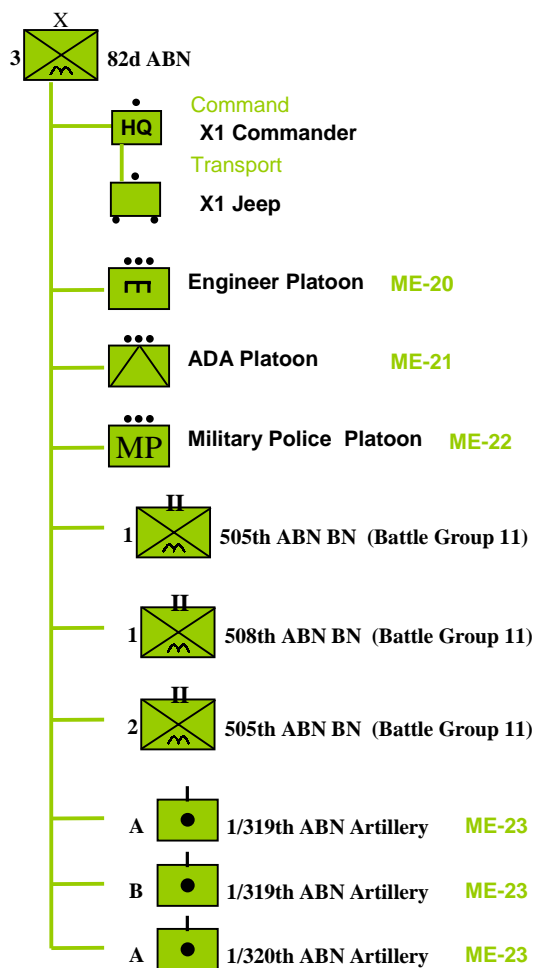 X
3 82d ABN
Command
HQ X1 Commander
Transport
X1 Jeep
Engineer Platoon ME-20
ADA Platoon ME-21
MP Military Police Platoon ME-22
II
1 505th ABN BN (Battle Group 11)
II
1 508th ABN BN (Battle Group 11)
II
2 505th ABN BN (Battle Group 11)
A 1/319th ABN Artillery ME-23
B 1/319th ABN Artillery ME-23
A 1/320th ABN Artillery ME-23